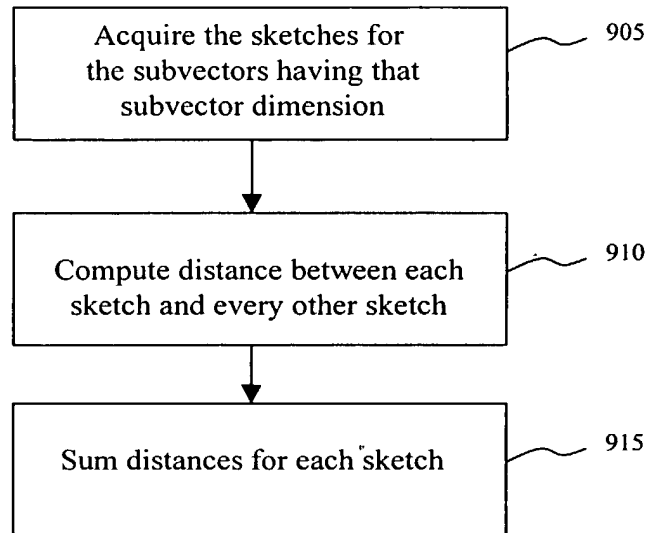 Acquire the sketches for
the subvectors having that
subvector dimension
905
Compute distance between each
sketch and every other sketch
910
Sum distances for each sketch
915